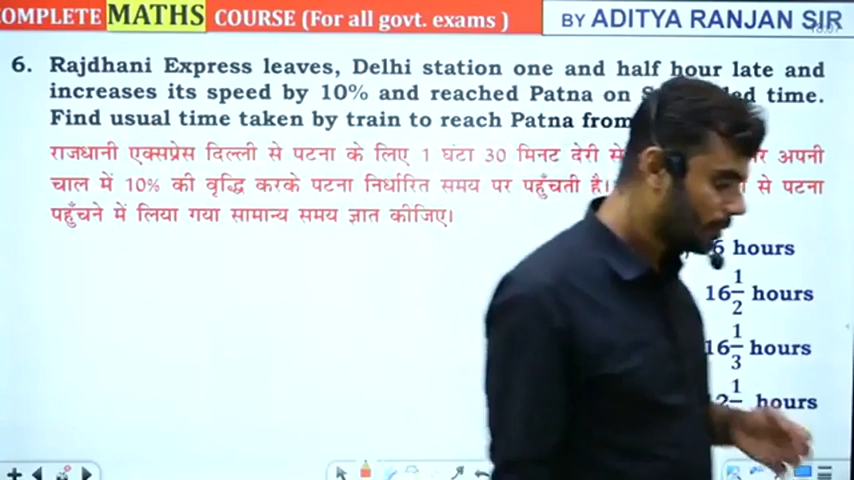 OMPLETE MATHS COURSE (For all govt. exams ) BY ADITYA RANJAN SIR
6. Rajdhani Express leaves, Delhi station one and half hour late and
increases its speed by 10% and reached Patna on time.
Find usual time taken by train to reach Patna from
राजधानी एक्सप्रेस दिल्ली से पटना के लिए 1 घंटा 30 मिनट देरी से अपनी
चाल में 10% की वृद्धि करके पटना निर्धारित समय पर पहुँचती है। से पटना
पहुँचने में लिया गया सामान्य समय ज्ञात कीजिए।
6 hours
16 1/2 hours
16 1/3 hours
hours